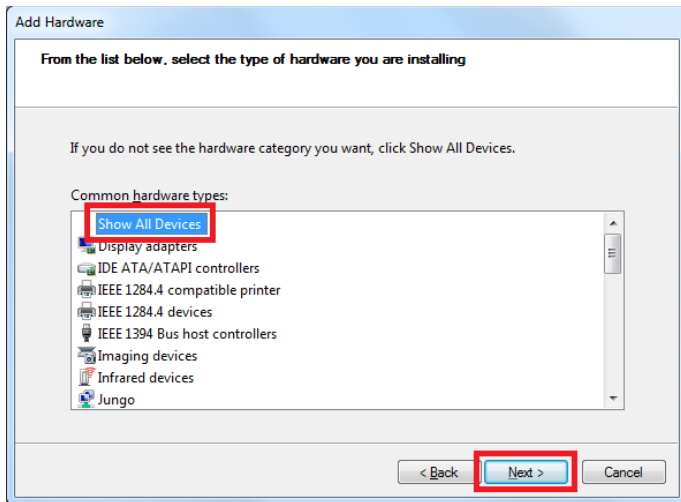 Add Hardware
From the list below, select the type of hardware you are installing
If you do not see the hardware category you want, click Show All Devices.
Common hardware types:
Show All Devices
Display adapters
IDE ATA/ATAPI controllers
IEEE 1284.4 compatible printer
IEEE 1284.4 devices
IEEE 1394 Bus host controllers
Imaging devices
Infrared devices
Jungo
< Back Next > Cancel